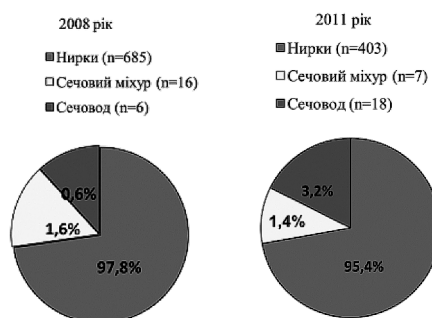 2008 рік
Нирки (n=685)
Сечовий міхур (n=16)
Сечовод (n=6)
0,6%
1,6%
97,8%
2011 рік
Нирки (n=403)
Сечовий міхур (n=7)
Сечовод (n=18)
3,2%
1,4%
95,4%